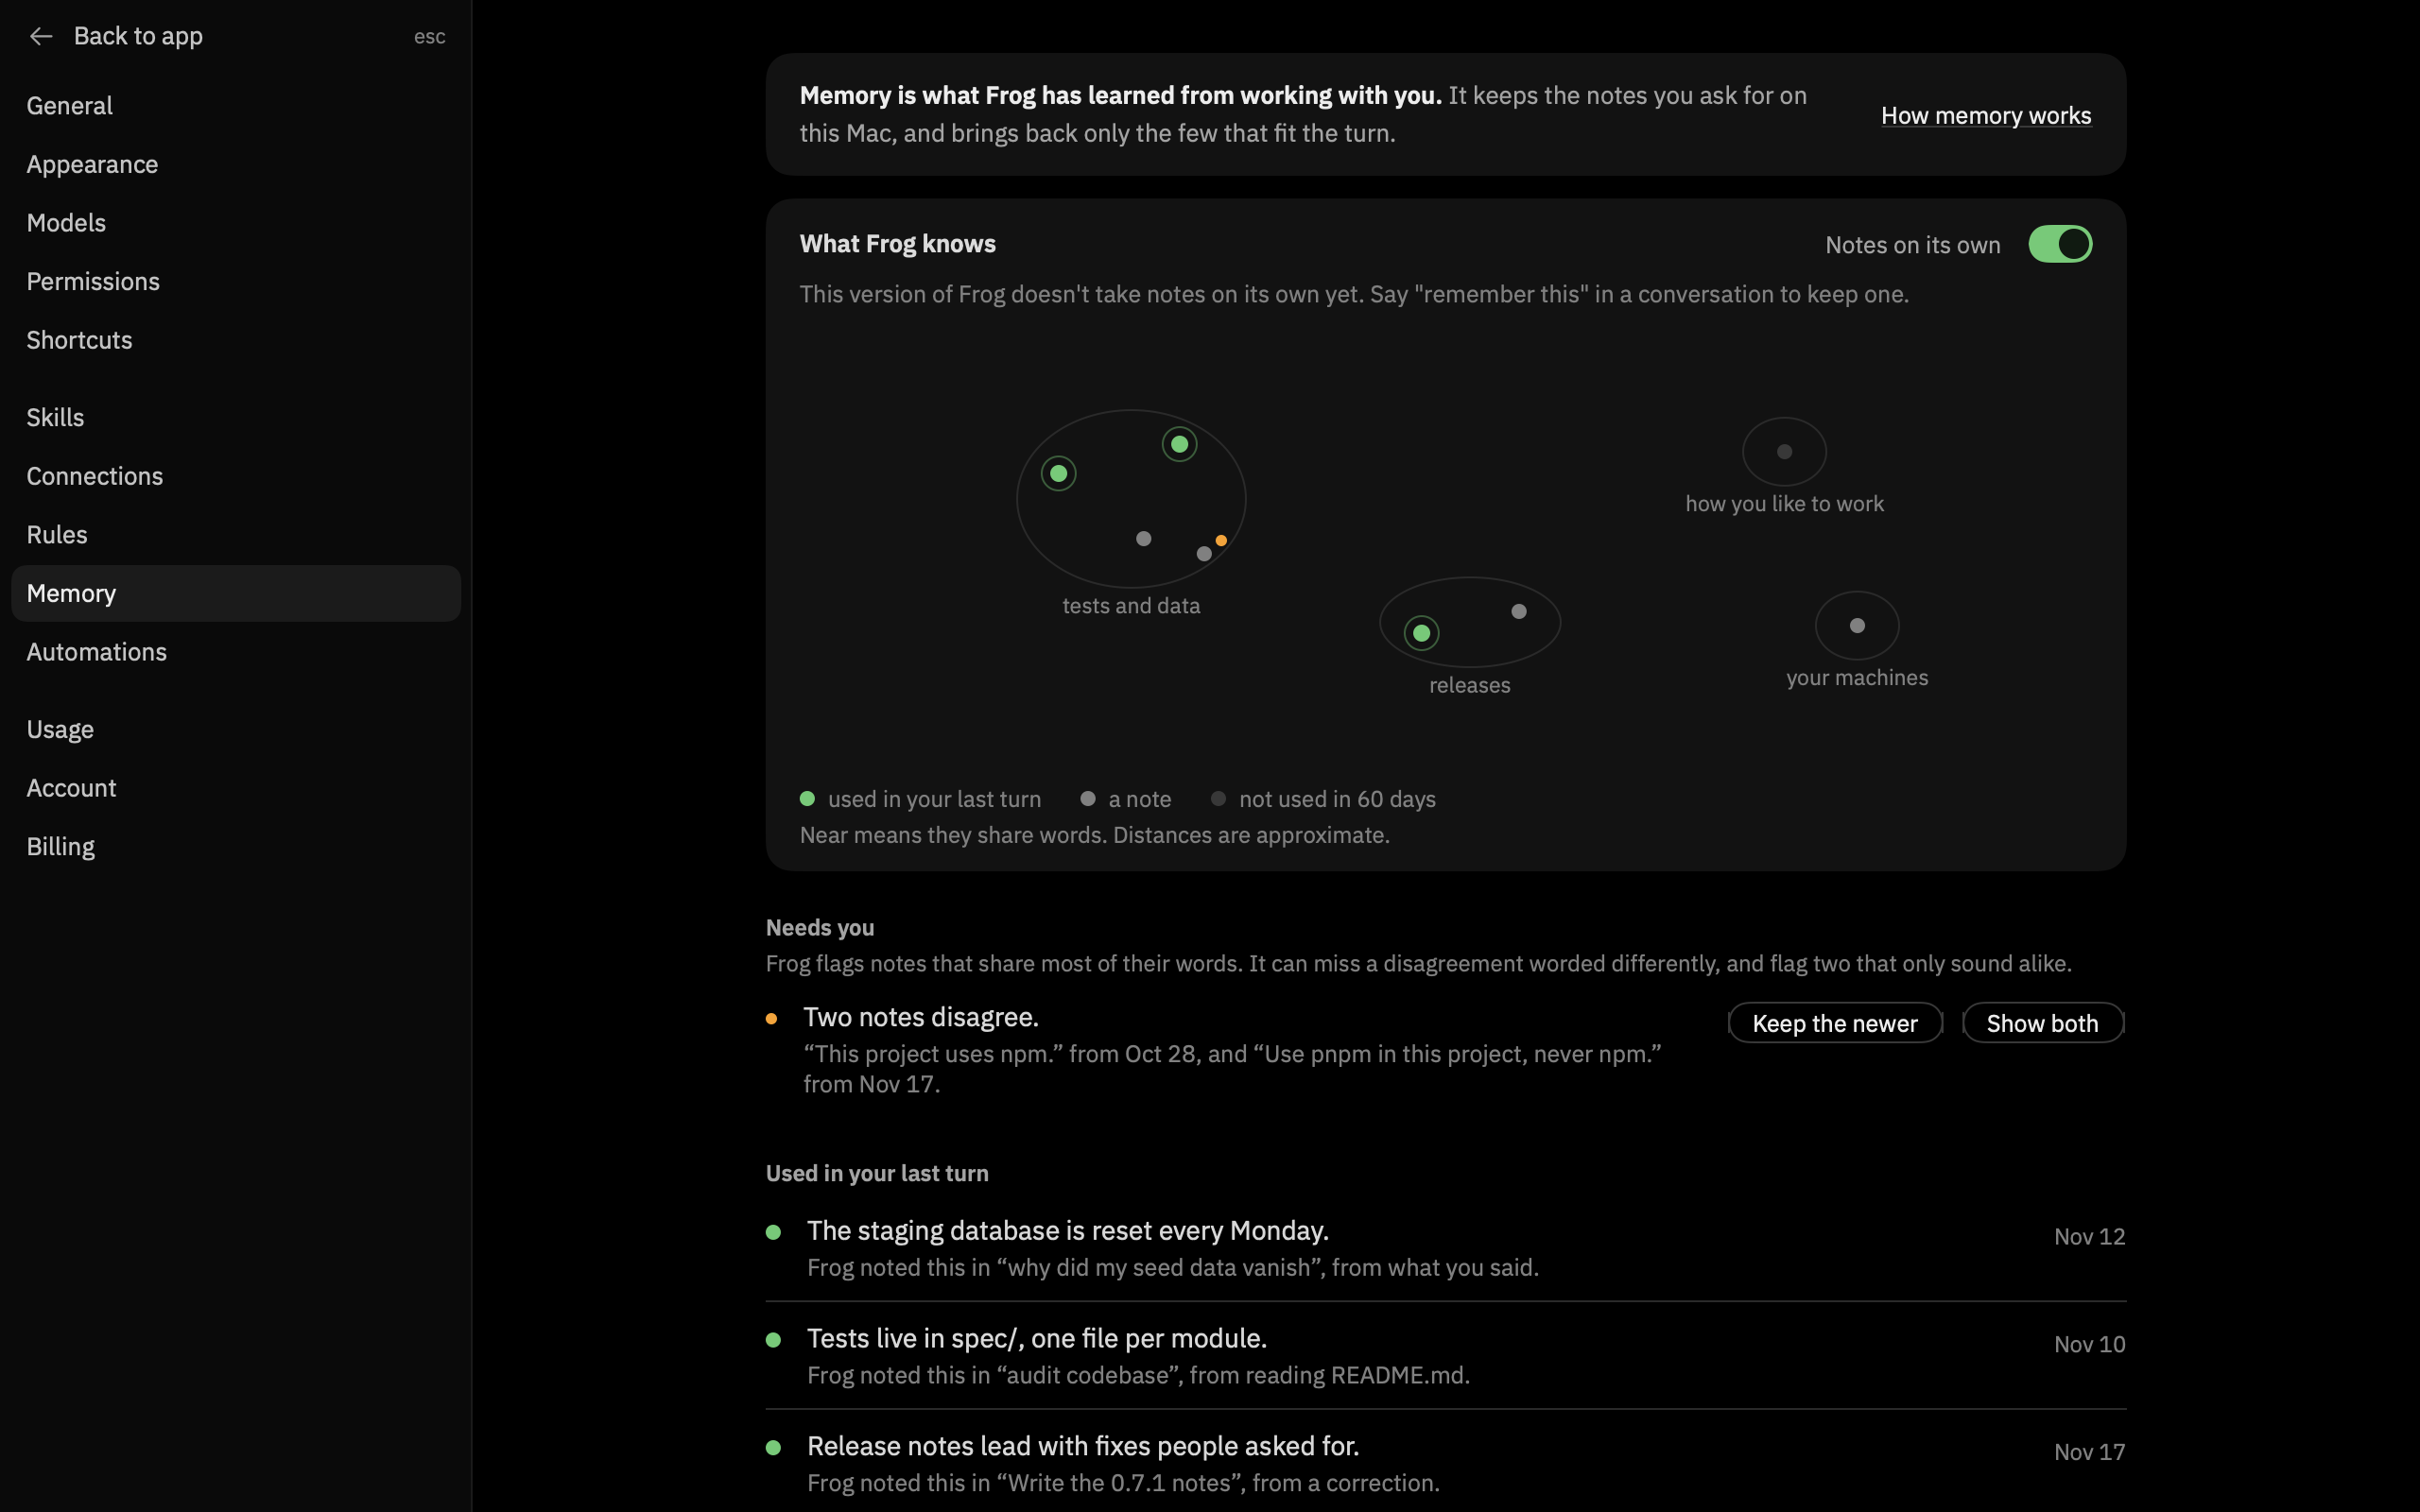 Back to app
esc
General
Appearance
Models
Permissions
Shortcuts
Skills
Connections
Rules
Memory
Automations
Usage
Account
Billing
Memory is what Frog has learned from working with you. It keeps the notes you ask for on
this Mac, and brings back only the few that fit the turn.
How memory works
What Frog knows
Notes on its own
This version of Frog doesn't take notes on its own yet. Say "remember this" in a conversation to keep one.
how you like to work
tests and data
releases
your machines
used in your last turn
a note
not used in 60 days
Near means they share words. Distances are approximate.
Needs you
Frog flags notes that share most of their words. It can miss a disagreement worded differently, and flag two that only sound alike.
Two notes disagree.
“This project uses npm.” from Oct 28, and “Use pnpm in this project, never npm.”
from Nov 17.
Keep the newer
Show both
Used in your last turn
The staging database is reset every Monday.
Nov 12
Frog noted this in “why did my seed data vanish”, from what you said.
Tests live in spec/, one file per module.
Nov 10
Frog noted this in “audit codebase”, from reading README.md.
Release notes lead with fixes people asked for.
Nov 17
Frog noted this in “Write the 0.7.1 notes”, from a correction.